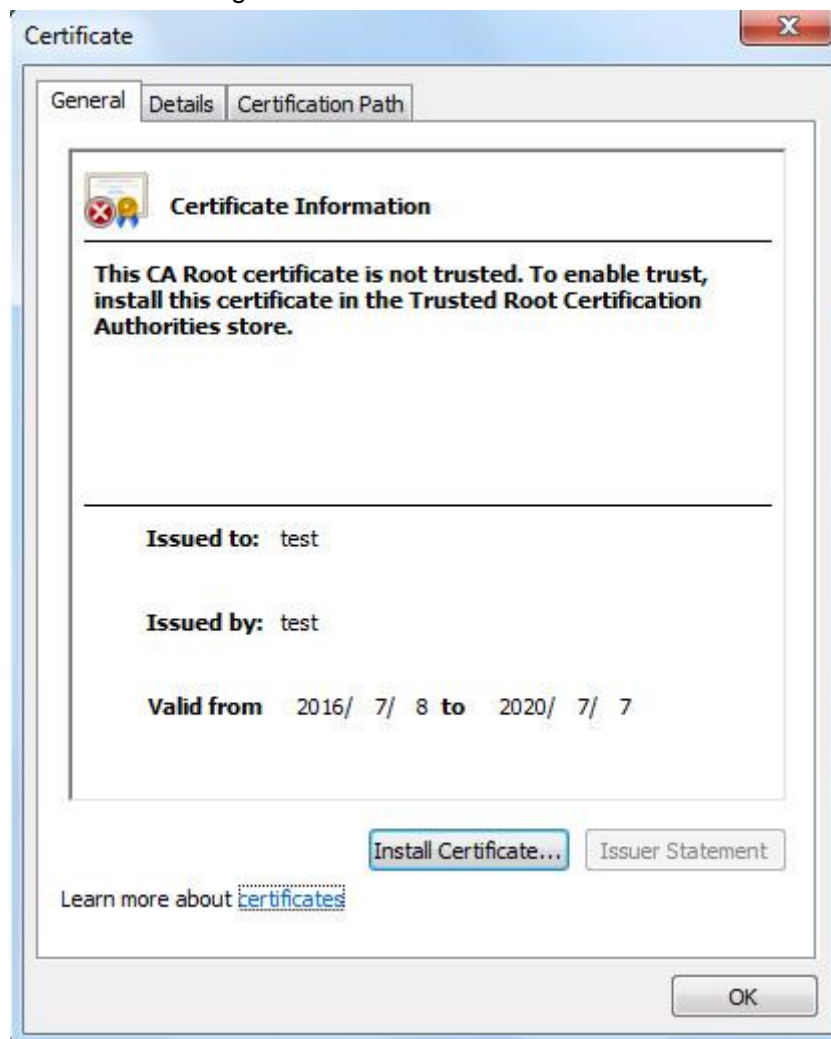 Certificate
General Details Certification Path
Certificate Information
This CA Root certificate is not trusted. To enable trust,
install this certificate in the Trusted Root Certification
Authorities store.
Issued to: test
Issued by: test
Valid from 2016/ 7/ 8 to 2020/ 7/ 7
Install Certificate... Issuer Statement
Learn more about certificates
OK